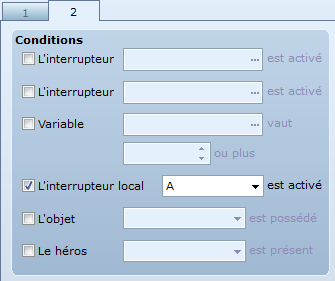 1 2
Conditions
L'interrupteur ... est activé
L'interrupteur ... est activé
Variable ... vaut
ou plus
L'interrupteur local A est activé
L'objet est possédé
Le héros est présent